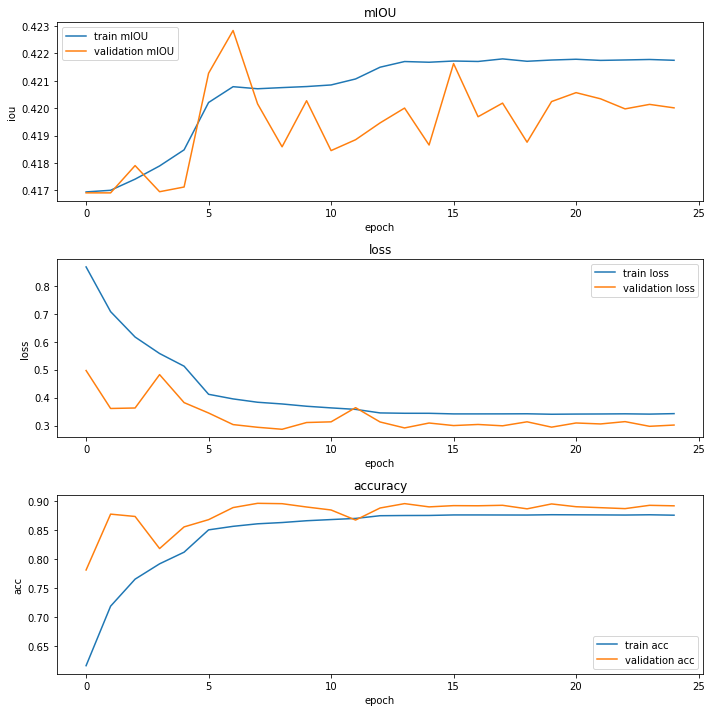 mIOU
train mIOU
validation mIOU
0.423
0.422
0.421
0.420
0.419
0.418
0.417
iou
0 5 10 15 20 25
epoch
loss
train loss
validation loss
0.8
0.7
0.6
0.5
0.4
0.3
loss
0 5 10 15 20 25
epoch
accuracy
0.90
0.85
0.80
0.75
0.70
0.65
acc
train acc
validation acc
0 5 10 15 20 25
epoch